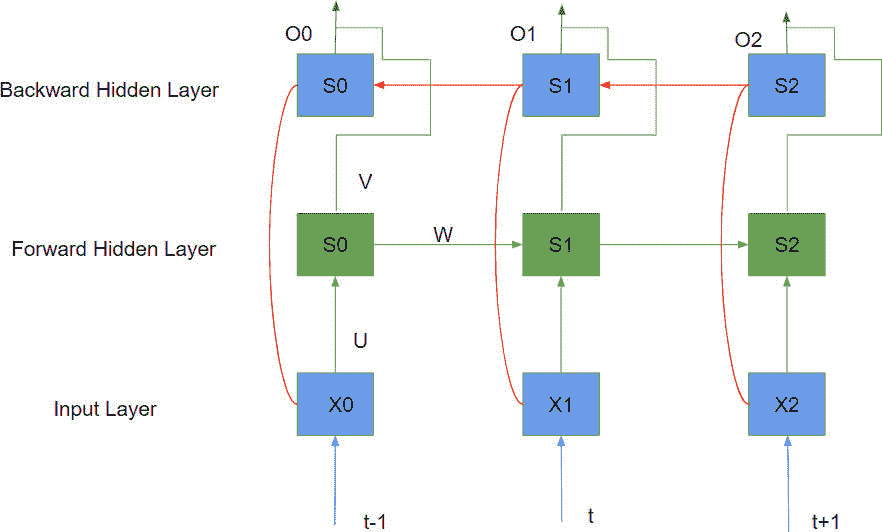 O0
O1
O2
Backward Hidden Layer
S0
S1
S2
V
Forward Hidden Layer
S0
W
S1
S2
U
Input Layer
X0
X1
X2
t-1
t
t+1